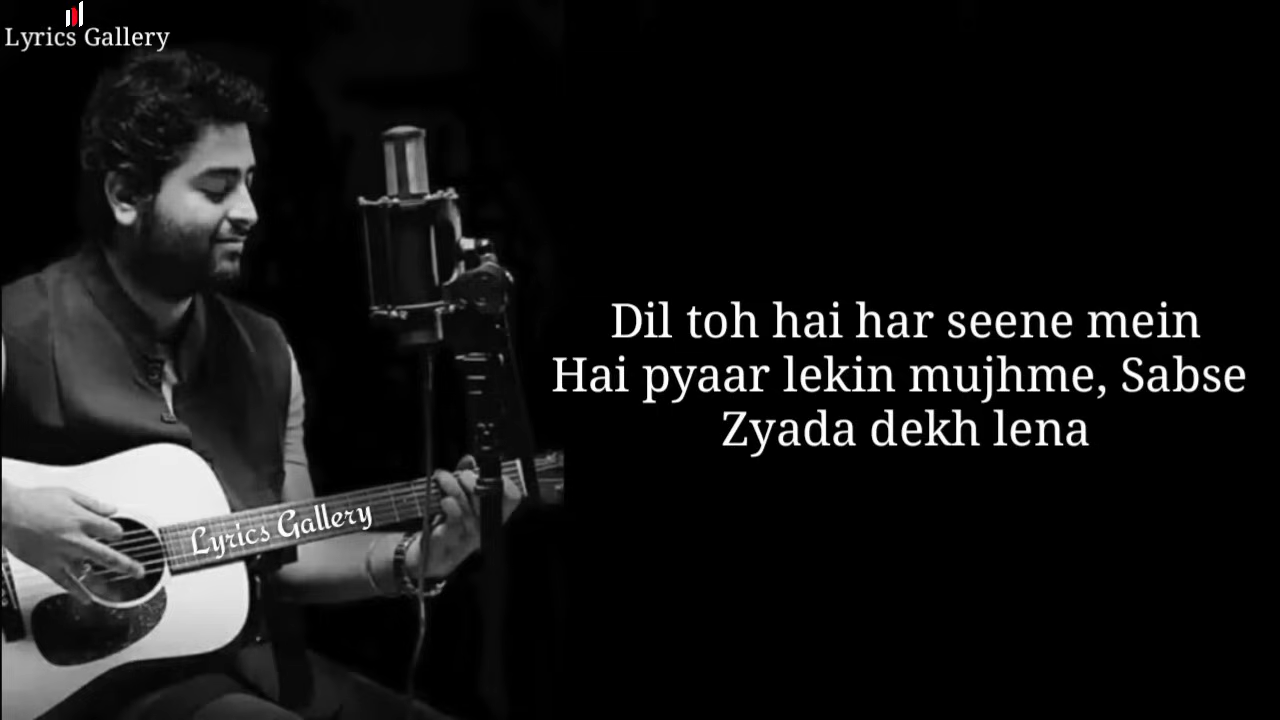 Lyrics Gallery
Dil toh hai har seene mein
Hai pyaar lekin mujhme, Sabse
Zyada dekh lena
Lyrics Gallery